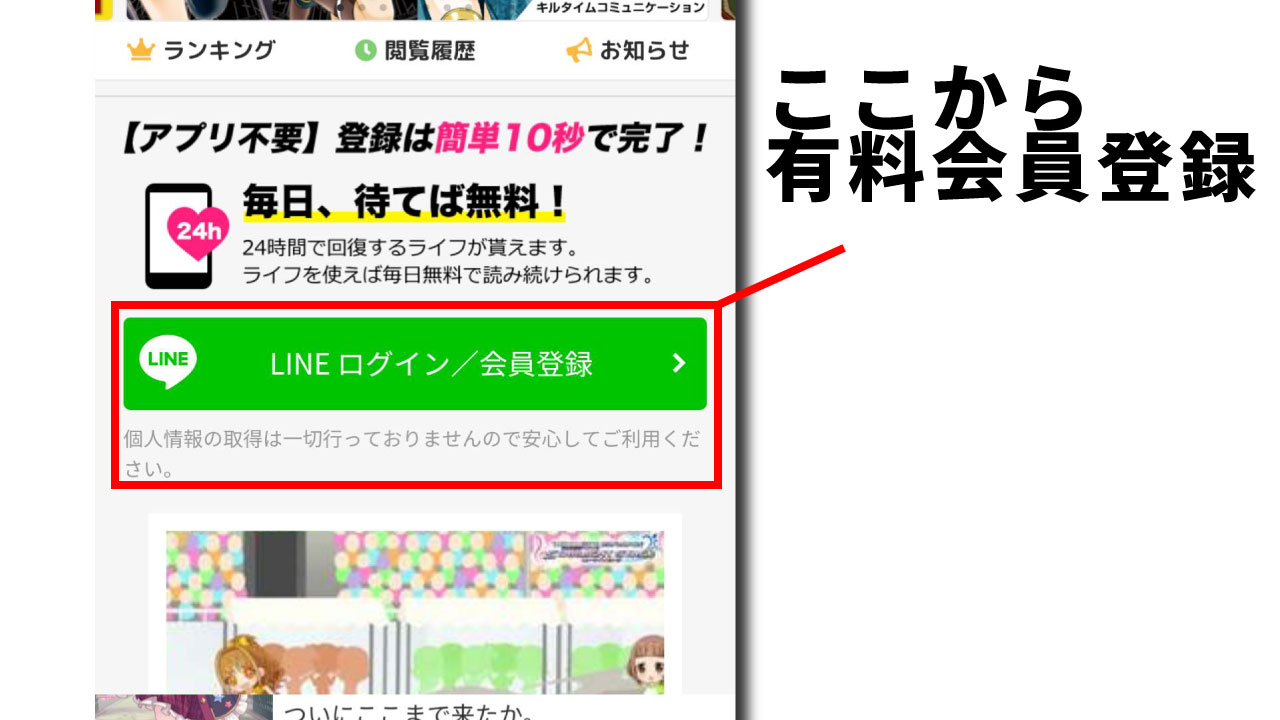 キルタイムコミュニケーション
ランキング
閲覧履歴
お知らせ
ここから
有料会員登録
【アプリ不要】登録は簡単10秒で完了！
毎日、待てば無料！
24h
24時間で回復するライフが貰えます。
ライフを使えば毎日無料で読み続けられます。
LINE
LINE ログイン／会員登録
個人情報の取得は一切行っておりませんので安心してご利用くだ
さい。
ついにここまで来たか。